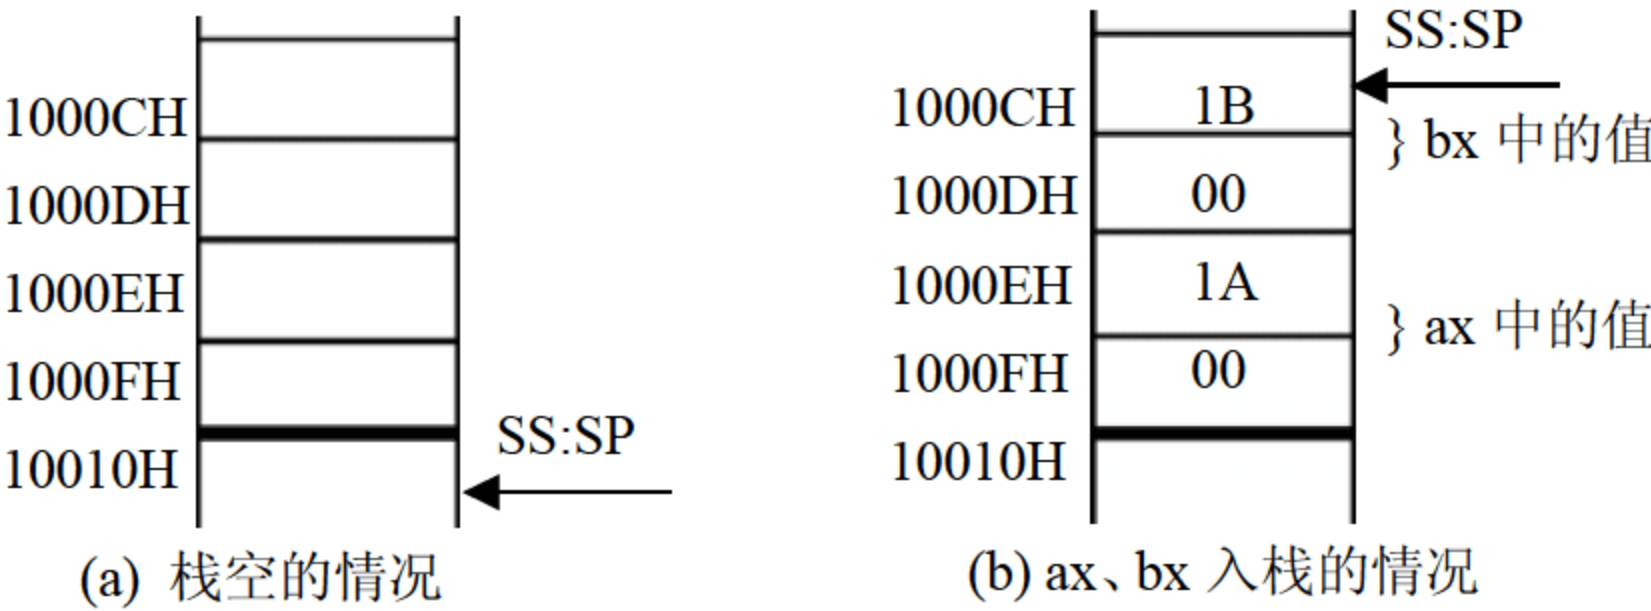 1000CH
1000DH
1000EH
1000FH
10010H
SS:SP
(a) 栈空的情况
SS:SP
1000CH 1B
} bx 中的值
1000DH 00
1000EH 1A
} ax 中的值
1000FH 00
10010H
(b) ax、bx 入栈的情况